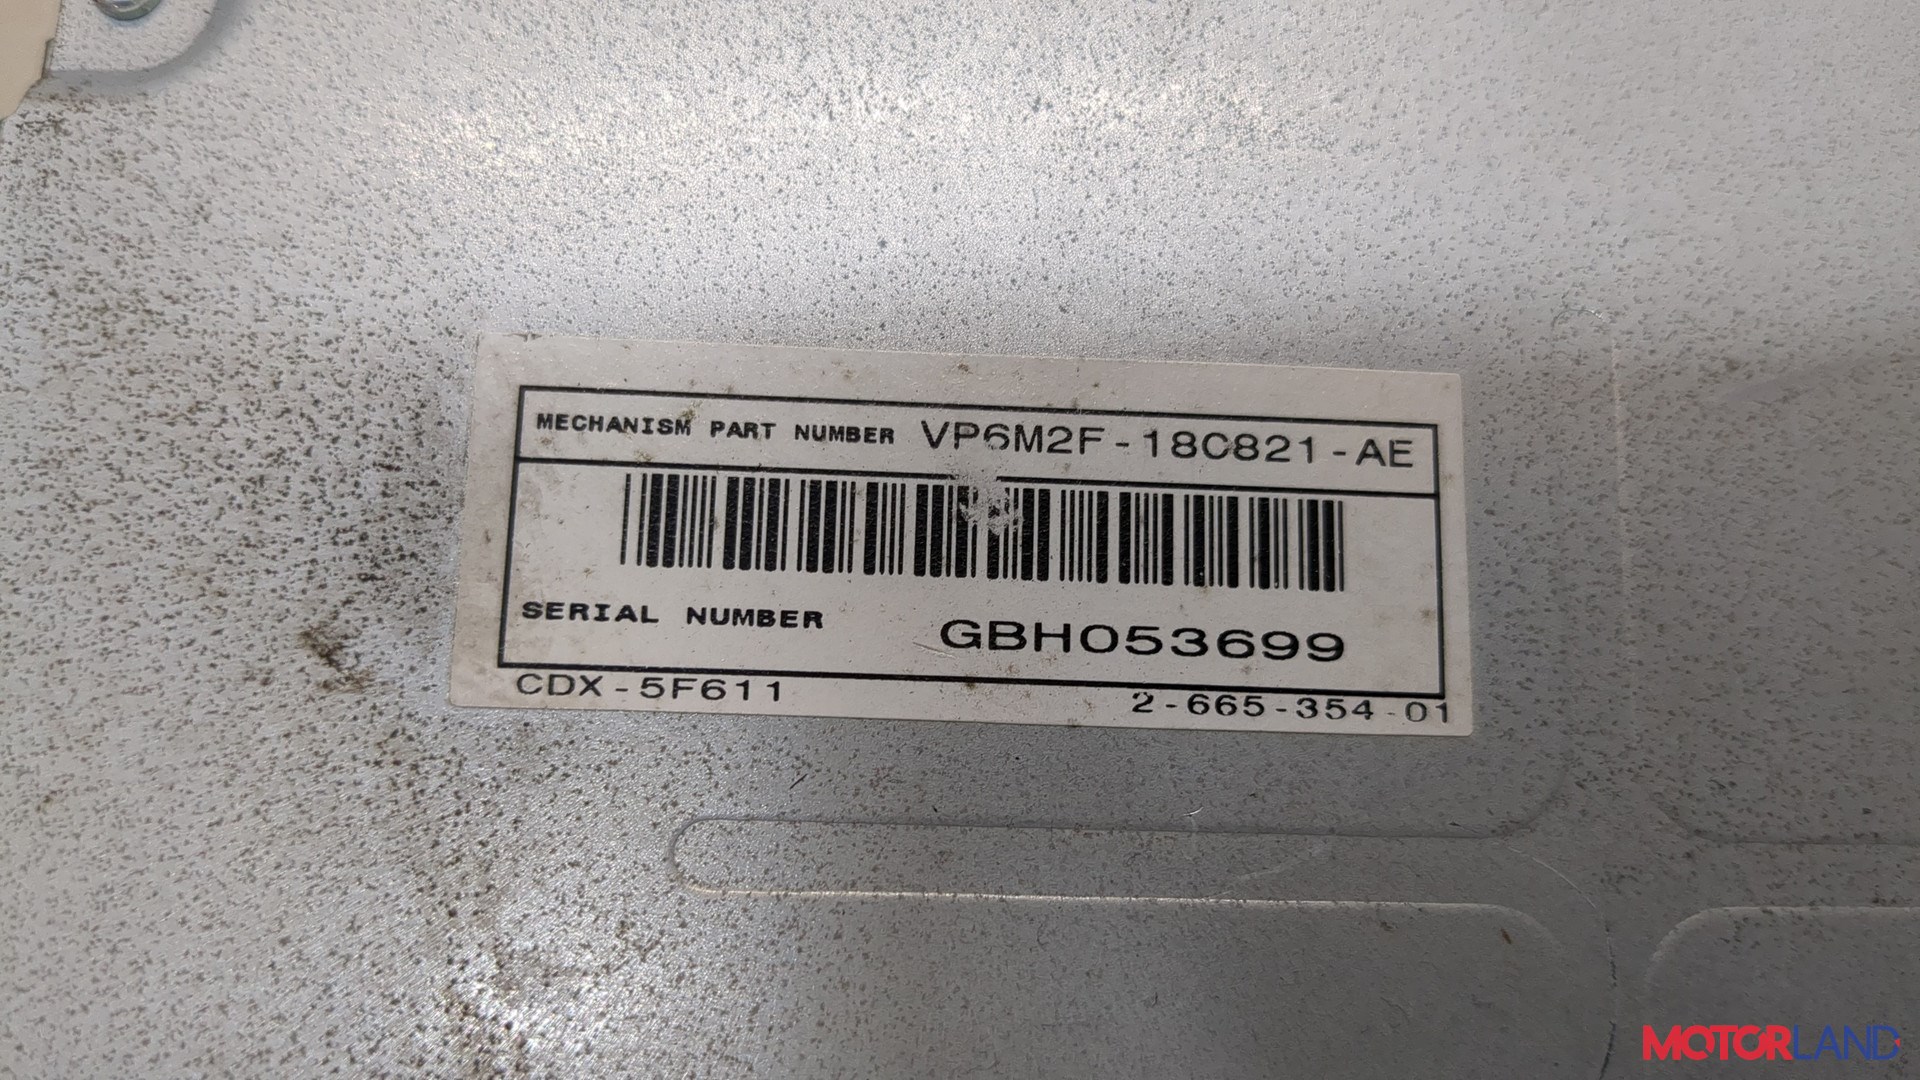 MECHANISM PART NUMBER VP6M2F-18C821-AE
SERIAL NUMBER GBH053699
CDX-5F611 2-665-354-01
MOTORLAND